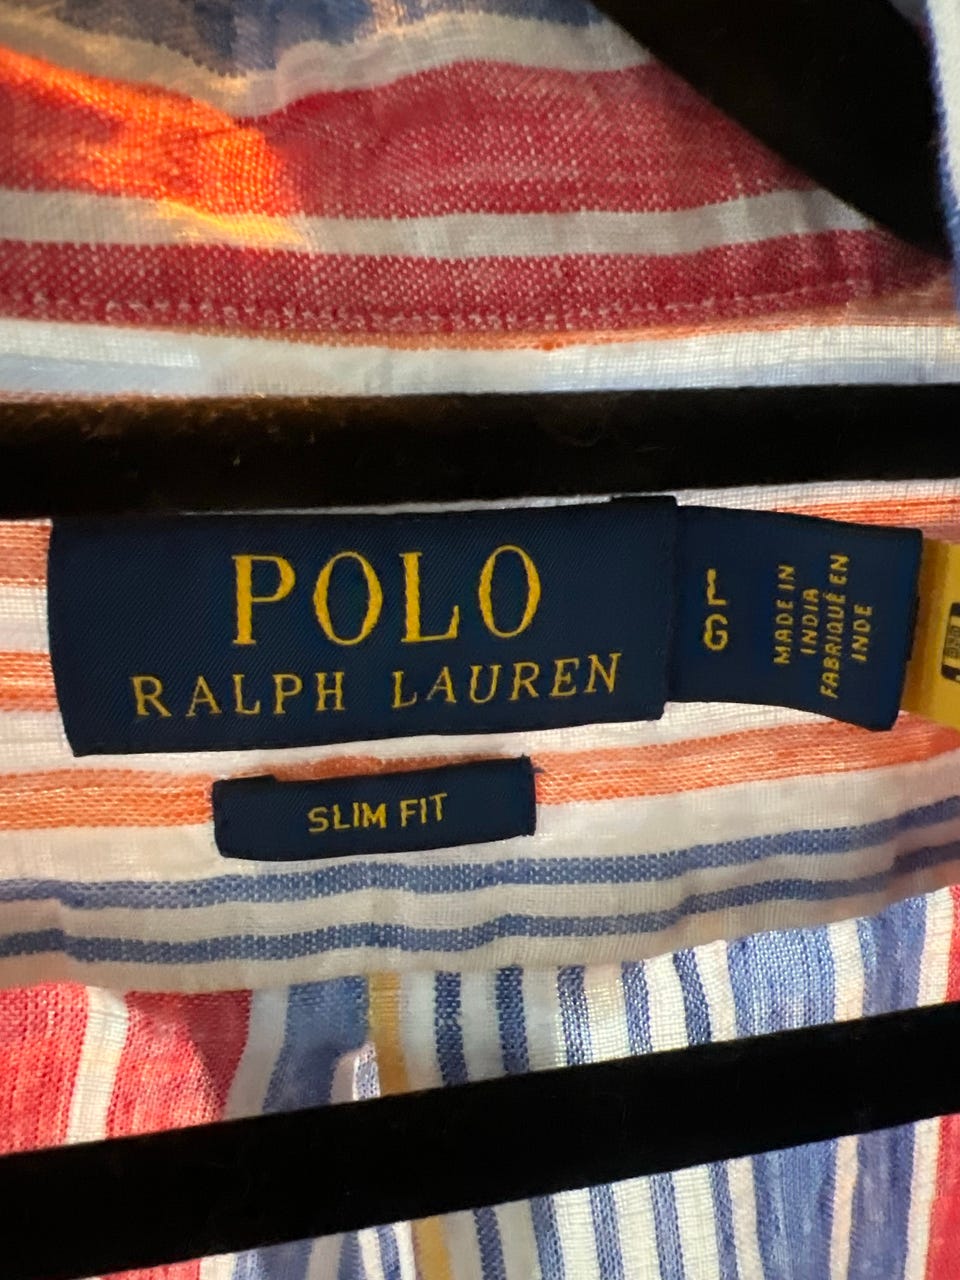 POLO
RALPH LAUREN
L
G
MADE IN
INDIA
FABRIQUÉ EN
INDE
SLIM FIT